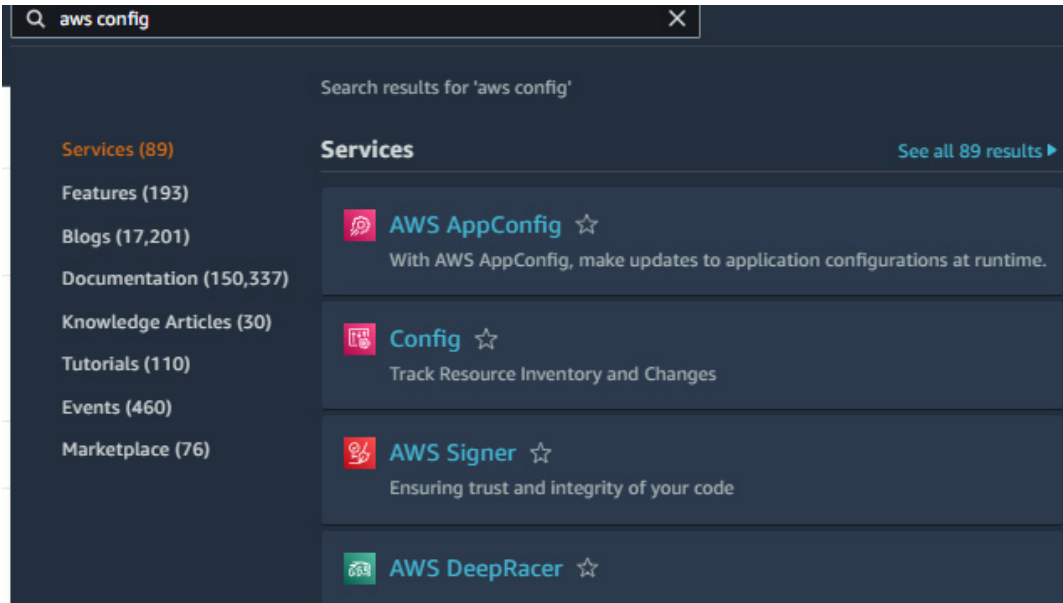 aws config
Search results for 'aws config'
Services (89)
Features (193)
Blogs (17,201)
Documentation (150,337)
Knowledge Articles (30)
Tutorials (110)
Events (460)
Marketplace (76)
Services
See all 89 results
AWS AppConfig
With AWS AppConfig, make updates to application configurations at runtime.
Config
Track Resource Inventory and Changes
AWS Signer
Ensuring trust and integrity of your code
AWS DeepRacer